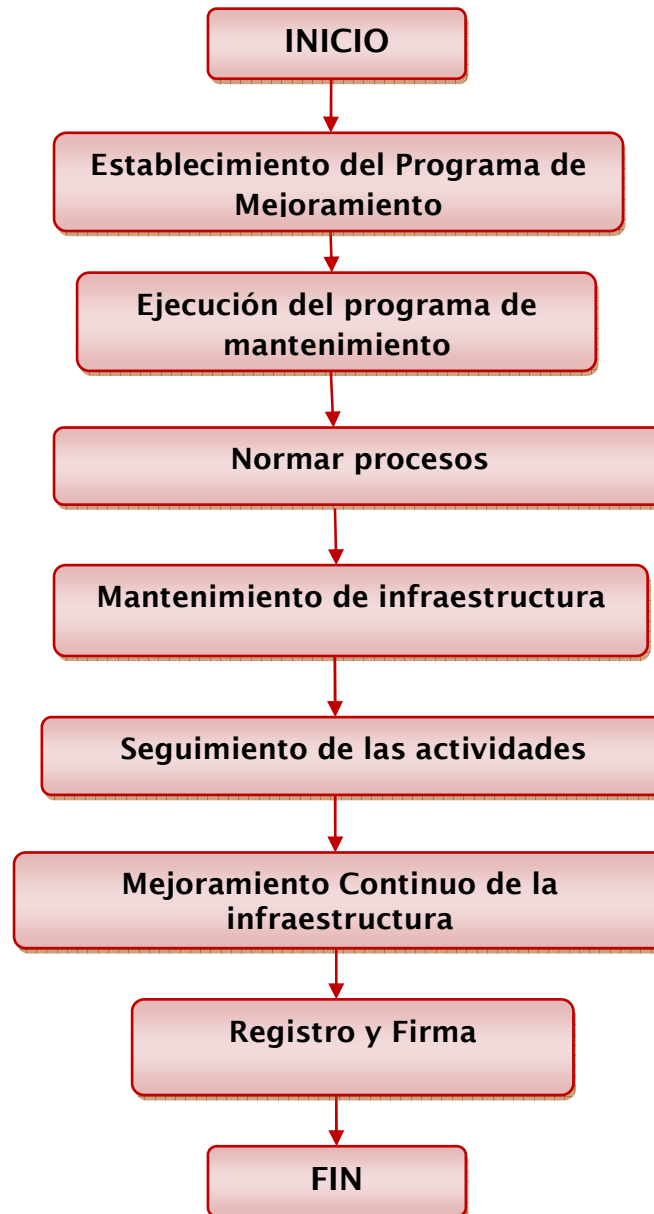 INICIO
Establecimiento del Programa de
Mejoramiento
Ejecución del programa de
mantenimiento
Normar procesos
Mantenimiento de infraestructura
Seguimiento de las actividades
Mejoramiento Continuo de la
infraestructura
Registro y Firma
FIN